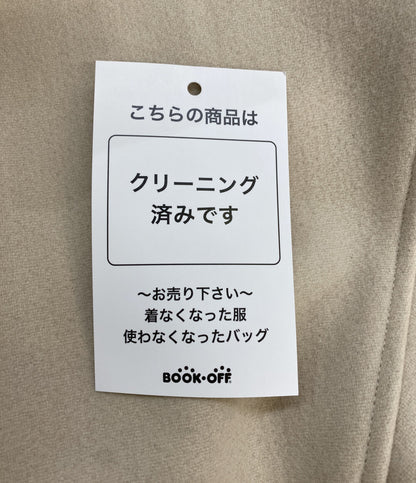 こちらの商品は
クリーニング
済みです
〜お売り下さい〜
着なくなった服
使わなくなったバッグ
BOOK・OFF